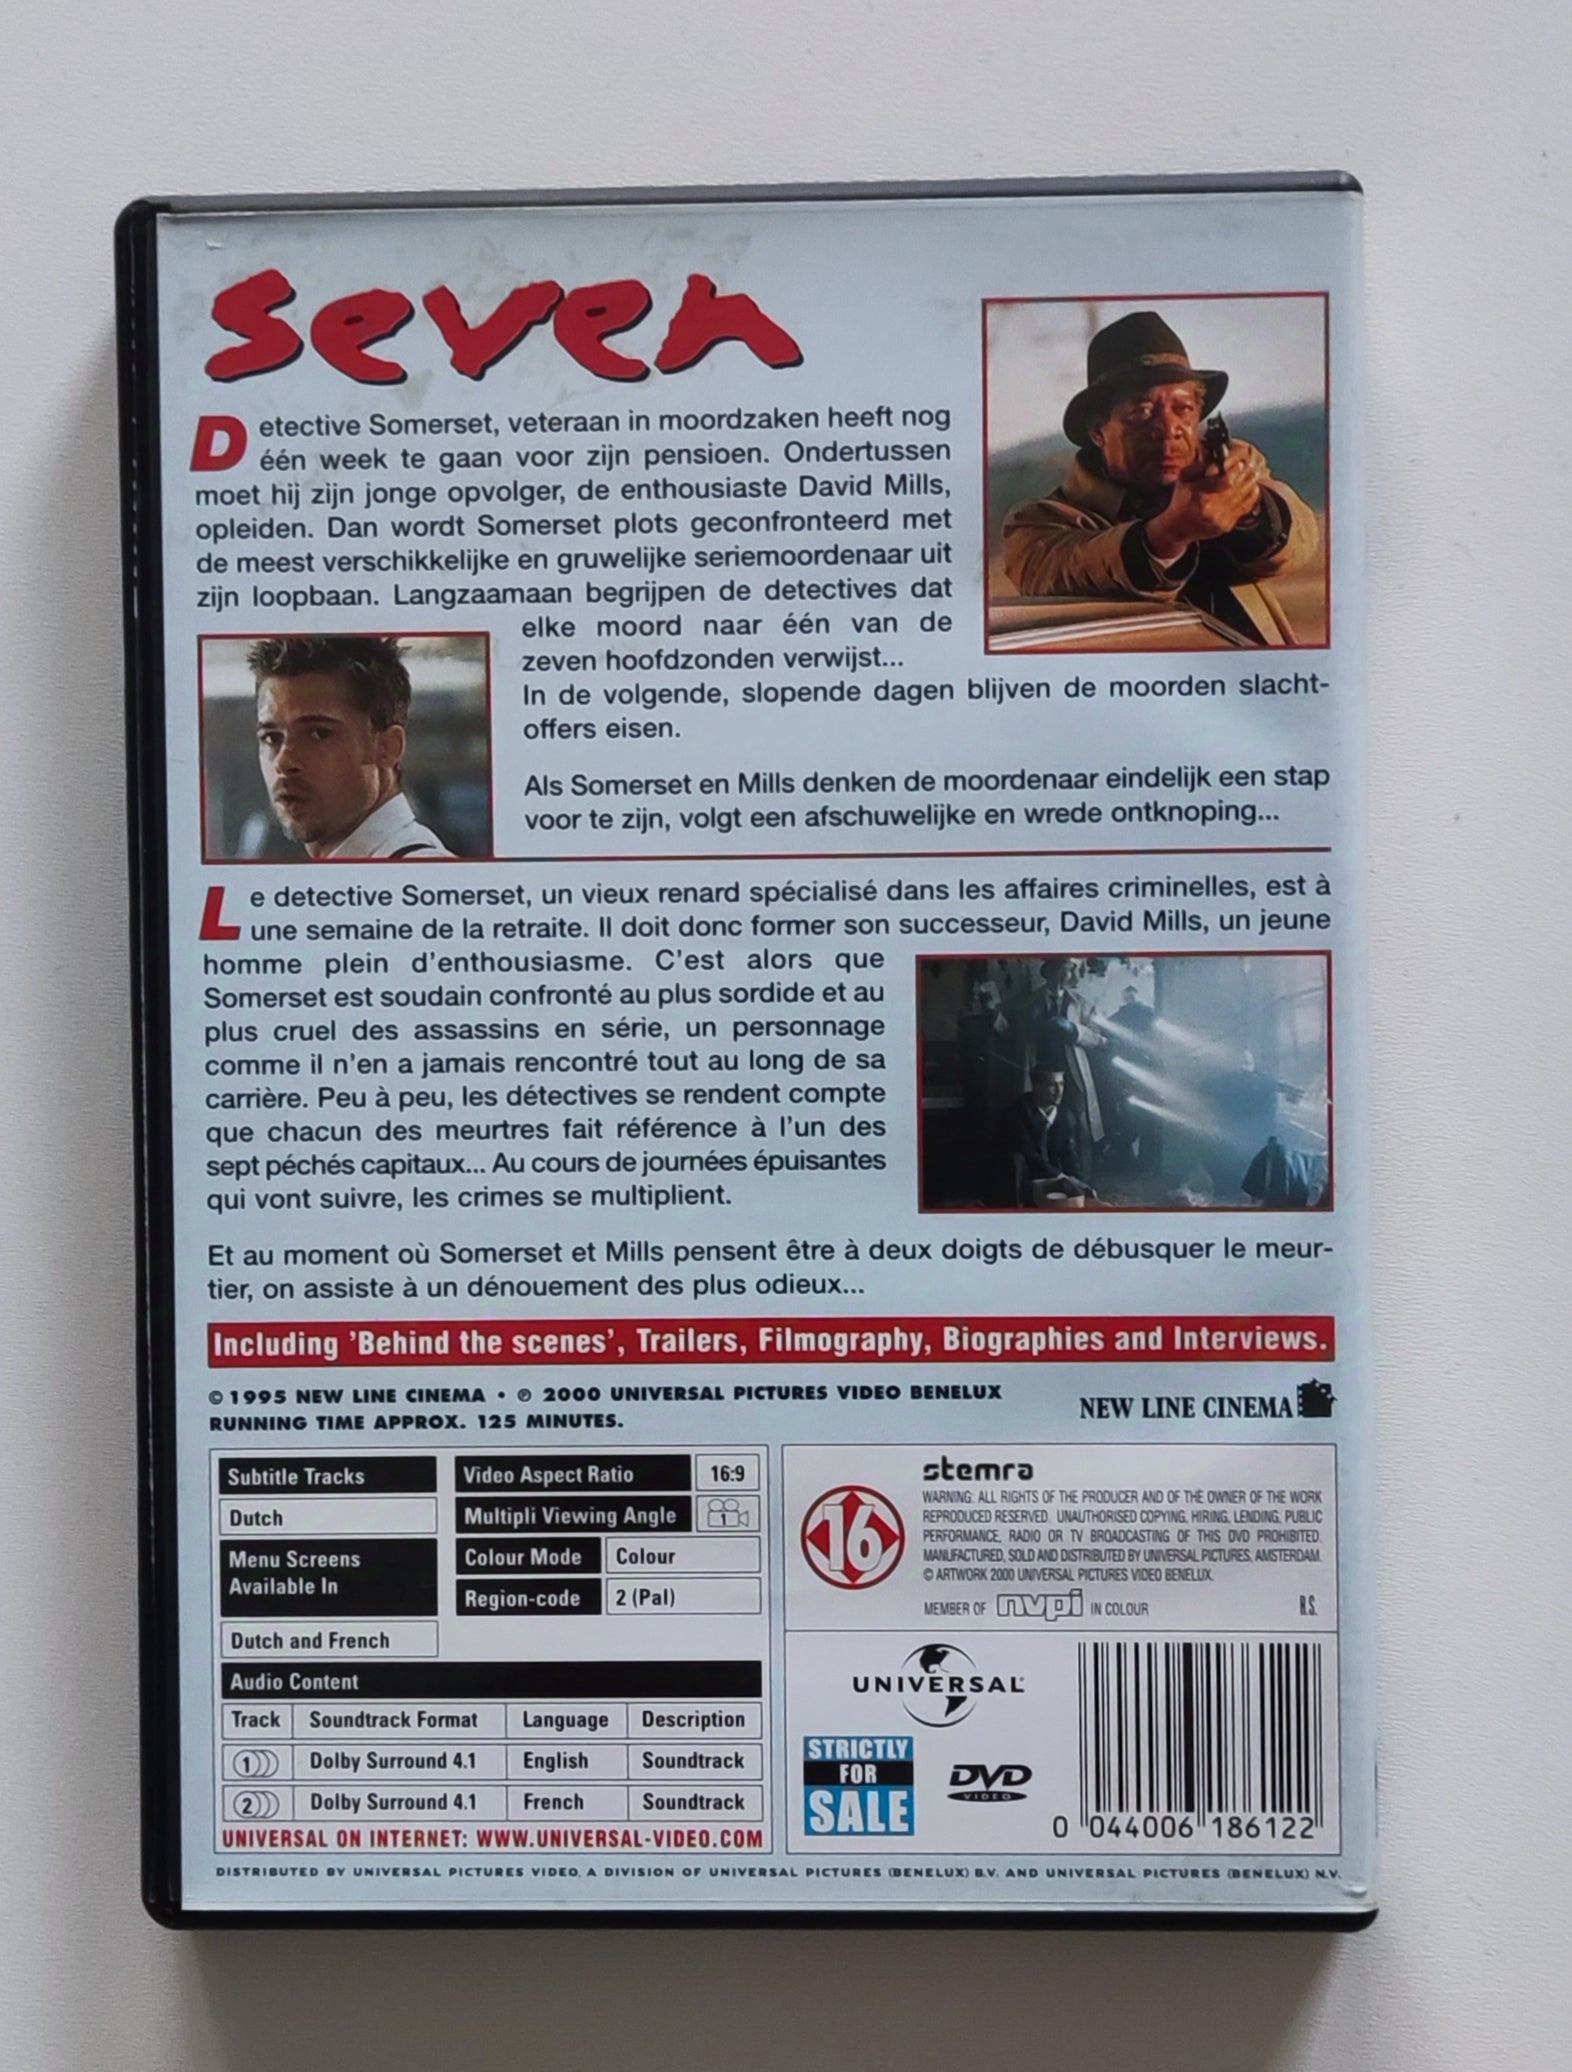 Seven
Detective Somerset, veteraan in moordzaken heeft nog
één week te gaan voor zijn pensioen. Ondertussen
moet hij zijn jonge opvolger, de enthousiaste David Mills,
opleiden. Dan wordt Somerset plots geconfronteerd met
de meest verschikkelijke en gruwelijke seriemoordenaar uit
zijn loopbaan. Langzaamaan begrijpen de detectives dat
elke moord naar één van de
zeven hoofdzonden verwijst...
In de volgende, slopende dagen blijven de moorden slacht-
offers eisen.
Als Somerset en Mills denken de moordenaar eindelijk een stap
voor te zijn, volgt een afschuwelijke en wrede ontknoping...
Le detective Somerset, un vieux renard spécialisé dans les affaires criminelles, est à
une semaine de la retraite. Il doit donc former son successeur, David Mills, un jeune
homme plein d'enthousiasme. C'est alors que
Somerset est soudain confronté au plus sordide et au
plus cruel des assassins en série, un personnage
comme il n'en a jamais rencontré tout au long de sa
carrière. Peu à peu, les détectives se rendent compte
que chacun des meurtres fait référence à l'un des
sept péchés capitaux... Au cours de journées épuisantes
qui vont suivre, les crimes se multiplient.
Et au moment où Somerset et Mills pensent être à deux doigts de débusquer le meur-
tier, on assiste à un dénouement des plus odieux...
Including 'Behind the scenes', Trailers, Filmography, Biographies and Interviews.
© 1995 NEW LINE CINEMA • ℗ 2000 UNIVERSAL PICTURES VIDEO BENELUX
RUNNING TIME APPROX. 125 MINUTES.
NEW LINE CINEMA
Subtitle Tracks
Dutch
Menu Screens
Available In
Dutch and French
Video Aspect Ratio 16:9
Multipli Viewing Angle 1
Colour Mode Colour
Region-code 2 (Pal)
Audio Content
Track Soundtrack Format Language Description
1 Dolby Surround 4.1 English Soundtrack
2 Dolby Surround 4.1 French Soundtrack
UNIVERSAL ON INTERNET: WWW.UNIVERSAL-VIDEO.COM
16
stemra
WARNING: ALL RIGHTS OF THE PRODUCER AND OF THE OWNER OF THE WORK
REPRODUCED RESERVED. UNAUTHORISED COPYING, HIRING, LENDING, PUBLIC
PERFORMANCE, RADIO OR TV BROADCASTING OF THIS DVD PROHIBITED.
MANUFACTURED, SOLD AND DISTRIBUTED BY UNIVERSAL PICTURES, AMSTERDAM.
© ARTWORK 2000 UNIVERSAL PICTURES VIDEO BENELUX.
MEMBER OF nvpi IN COLOUR R.S.
UNIVERSAL
STRICTLY
FOR
SALE
DVD
VIDEO
0 044006 186122
DISTRIBUTED BY UNIVERSAL PICTURES VIDEO, A DIVISION OF UNIVERSAL PICTURES (BENELUX) B.V. AND UNIVERSAL PICTURES (BENELUX) N.V.